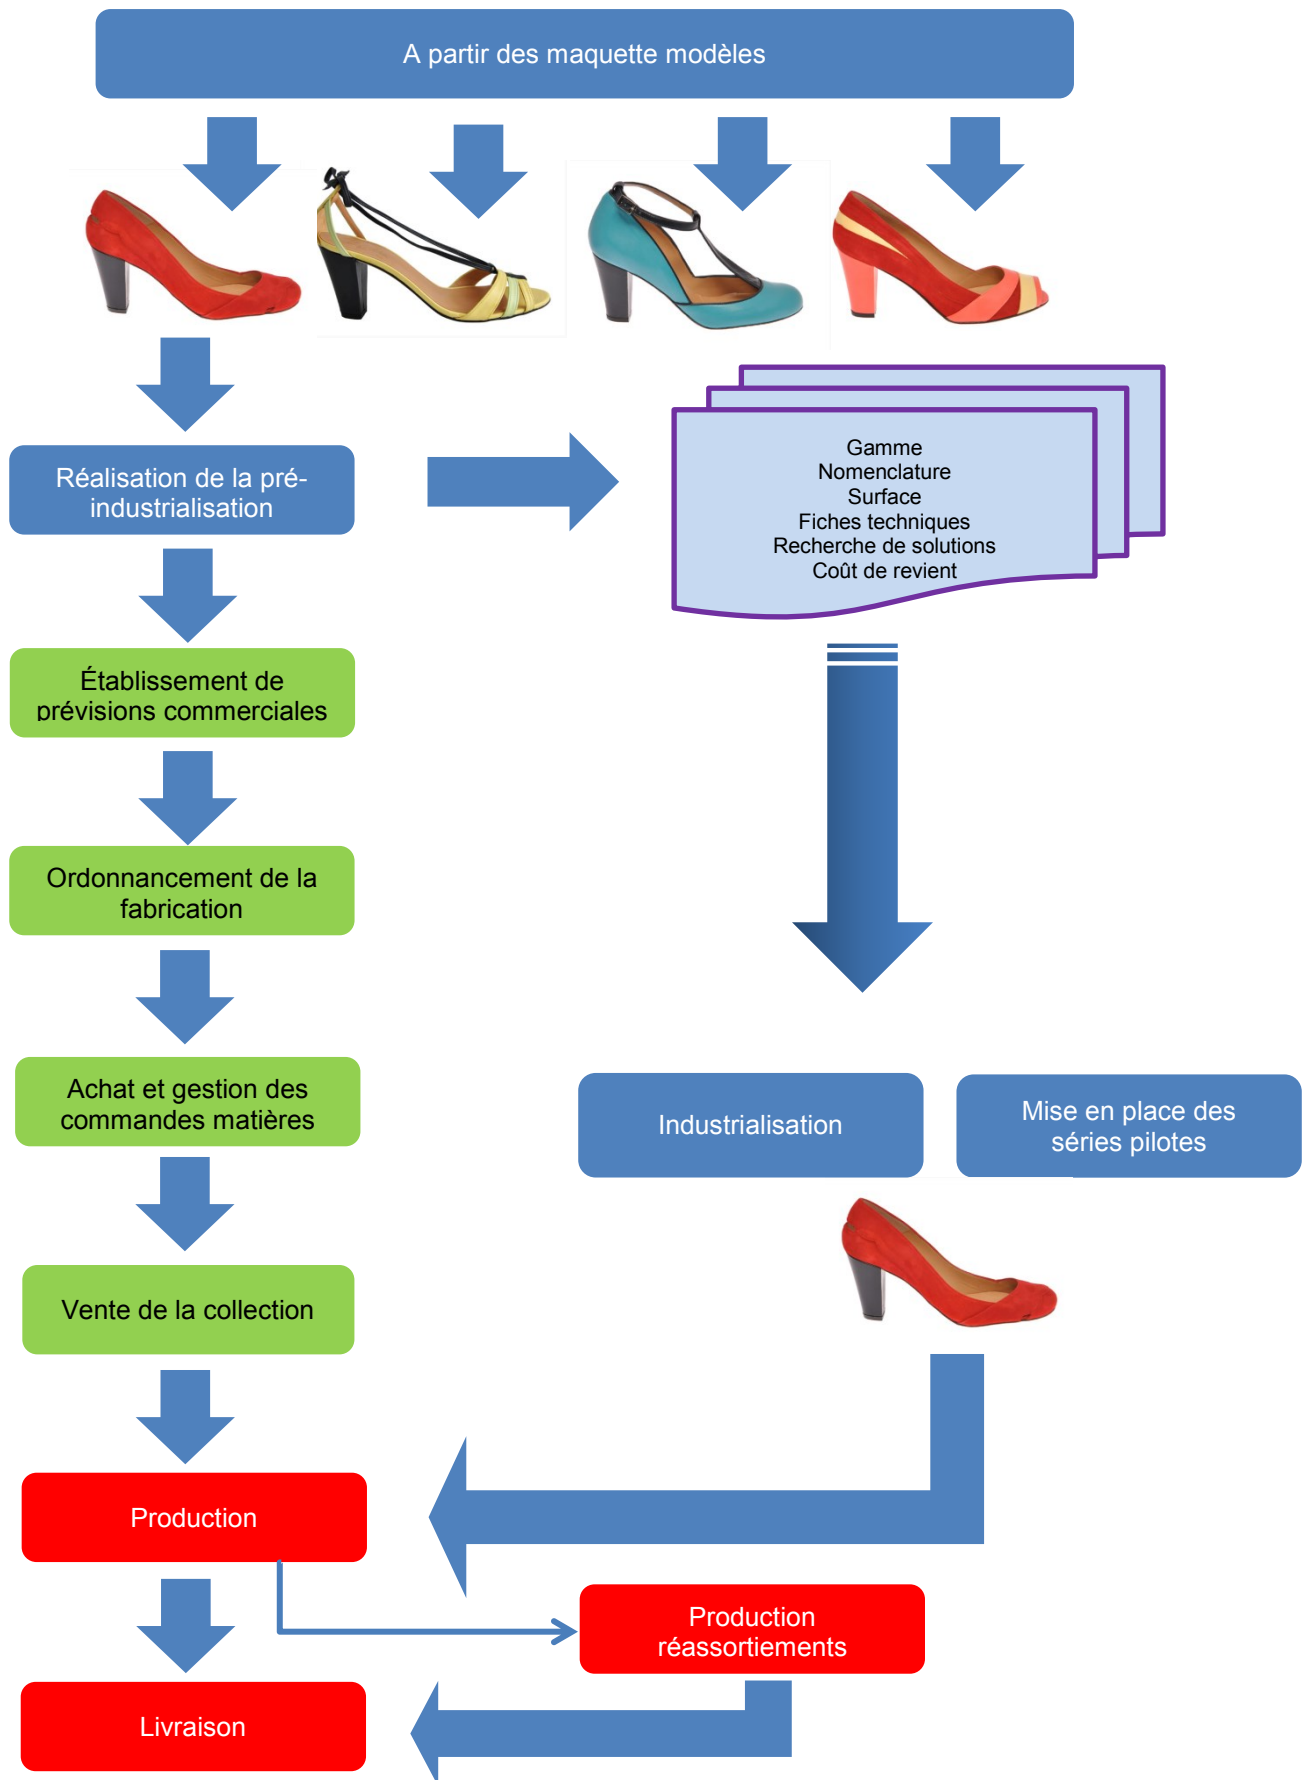 A partir des maquette modèles
Réalisation de la pré-
industrialisation
Gamme
Nomenclature
Surface
Fiches techniques
Recherche de solutions
Coût de revient
Établissement de
prévisions commerciales
Ordonnancement de la
fabrication
Achat et gestion des
commandes matières
Industrialisation
Mise en place des
séries pilotes
Vente de la collection
Production
Production
réassortiements
Livraison